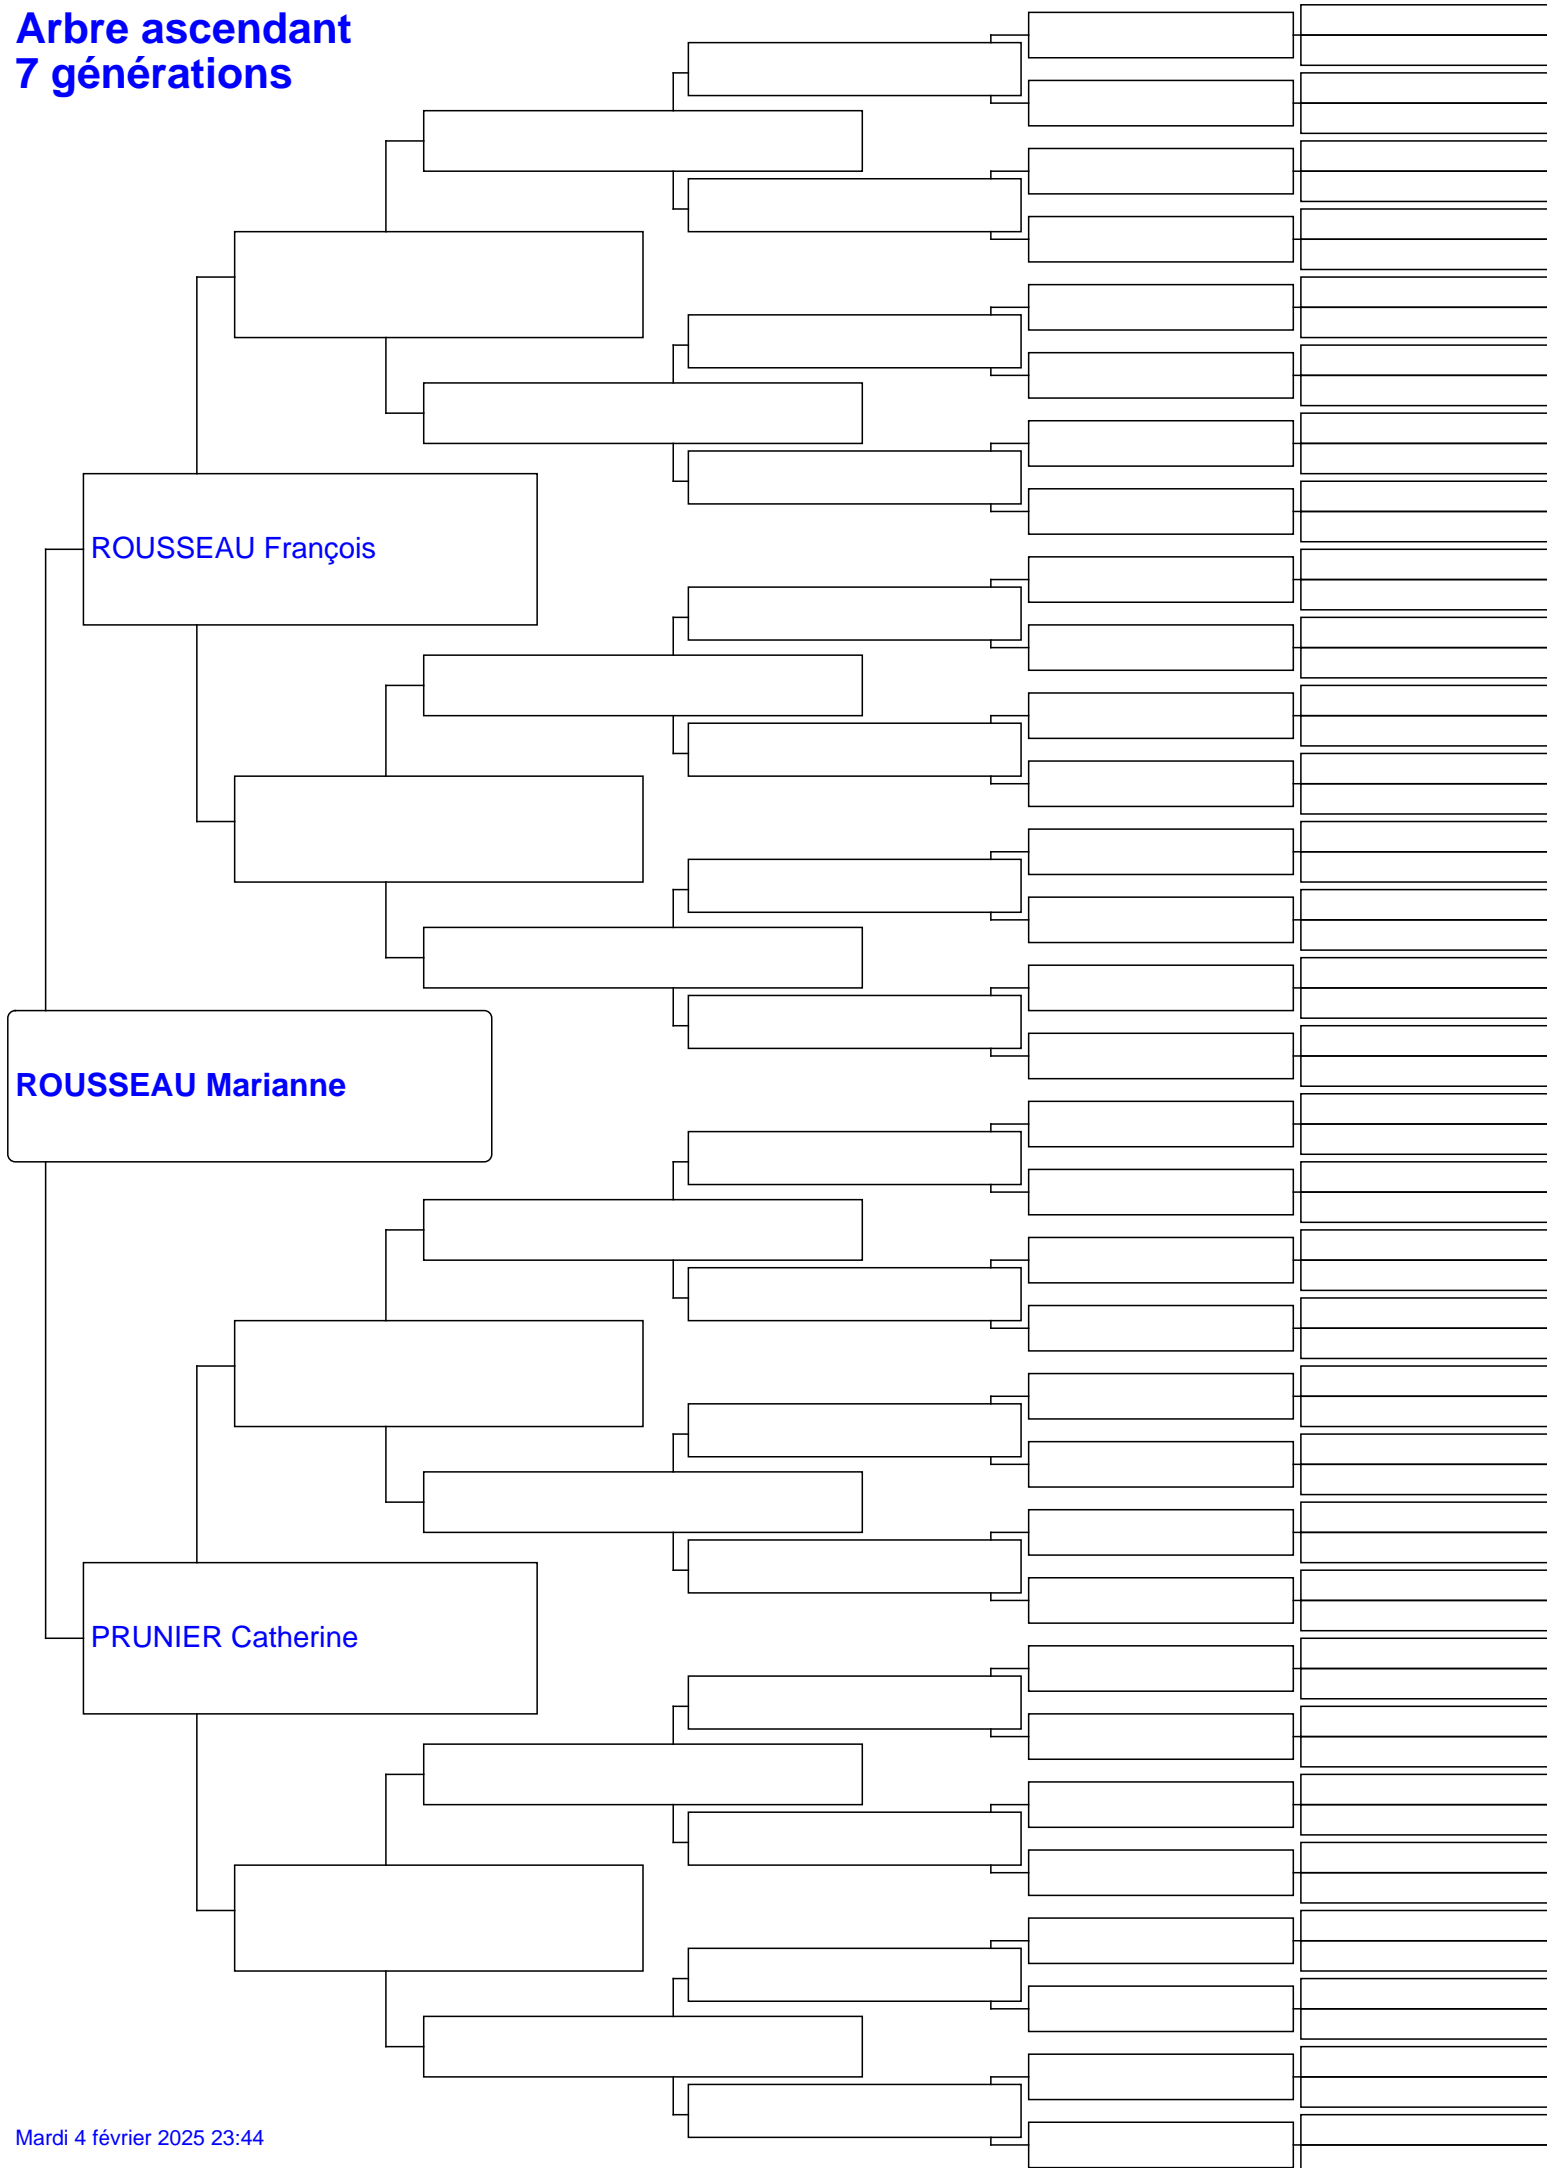 Arbre ascendant
7 générations
ROUSSEAU François
ROUSSEAU Marianne
PRUNIER Catherine
Mardi 4 février 2025 23:44